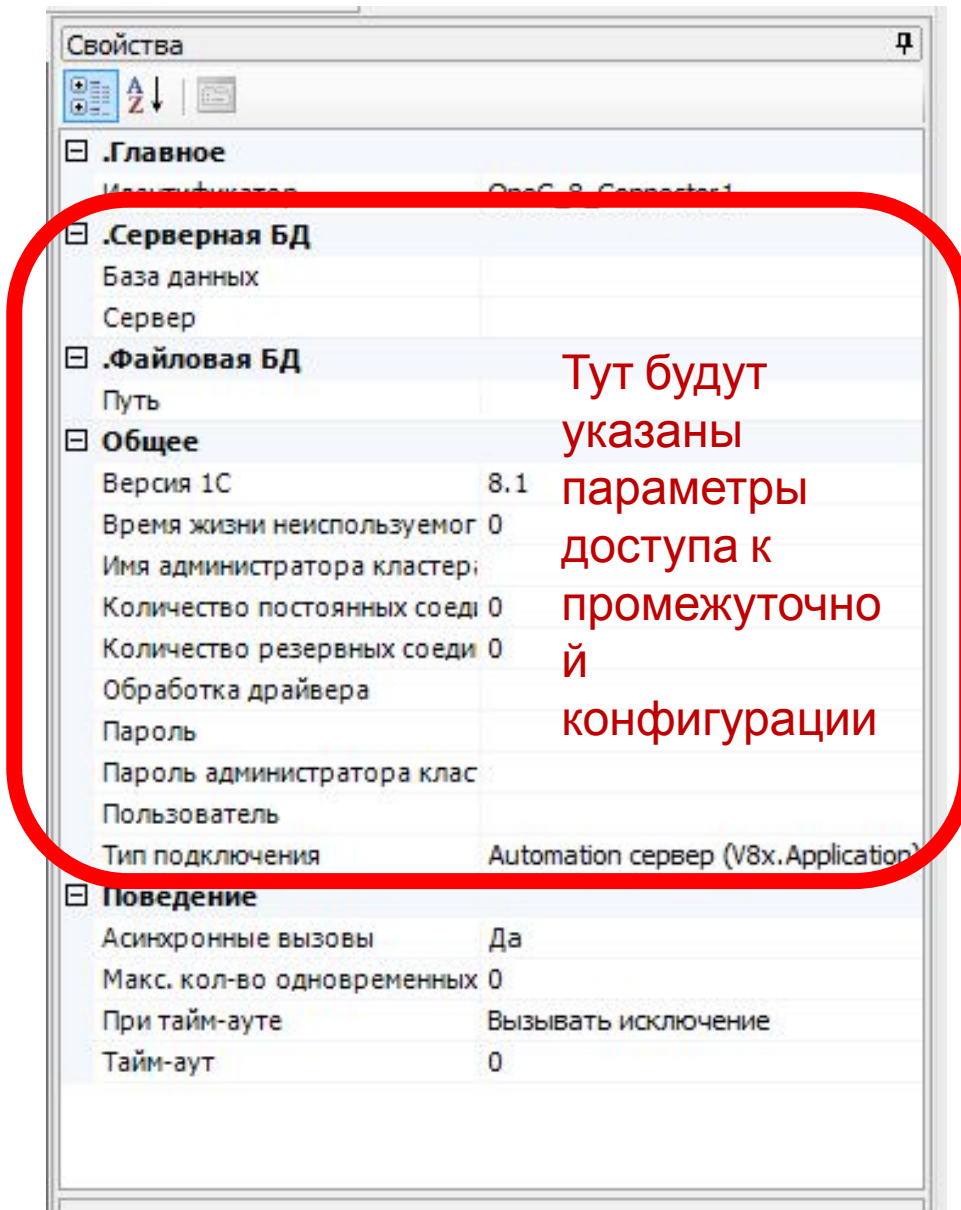 Свойства
.Главное
Идентификатор OneC_8_Connector1
.Серверная БД
База данных
Сервер
.Файловая БД
Путь
Общее
Версия 1С 8.1
Время жизни неиспользуемог 0
Имя администратора кластера
Количество постоянных соеди 0
Количество резервных соеди 0
Обработка драйвера
Пароль
Пароль администратора клас
Пользователь
Тип подключения Automation сервер (V8x.Application)
Поведение
Асинхронные вызовы Да
Макс. кол-во одновременных 0
При тайм-ауте Вызывать исключение
Тайм-аут 0
Тут будут
указаны
параметры
доступа к
промежуточно
й
конфигурации